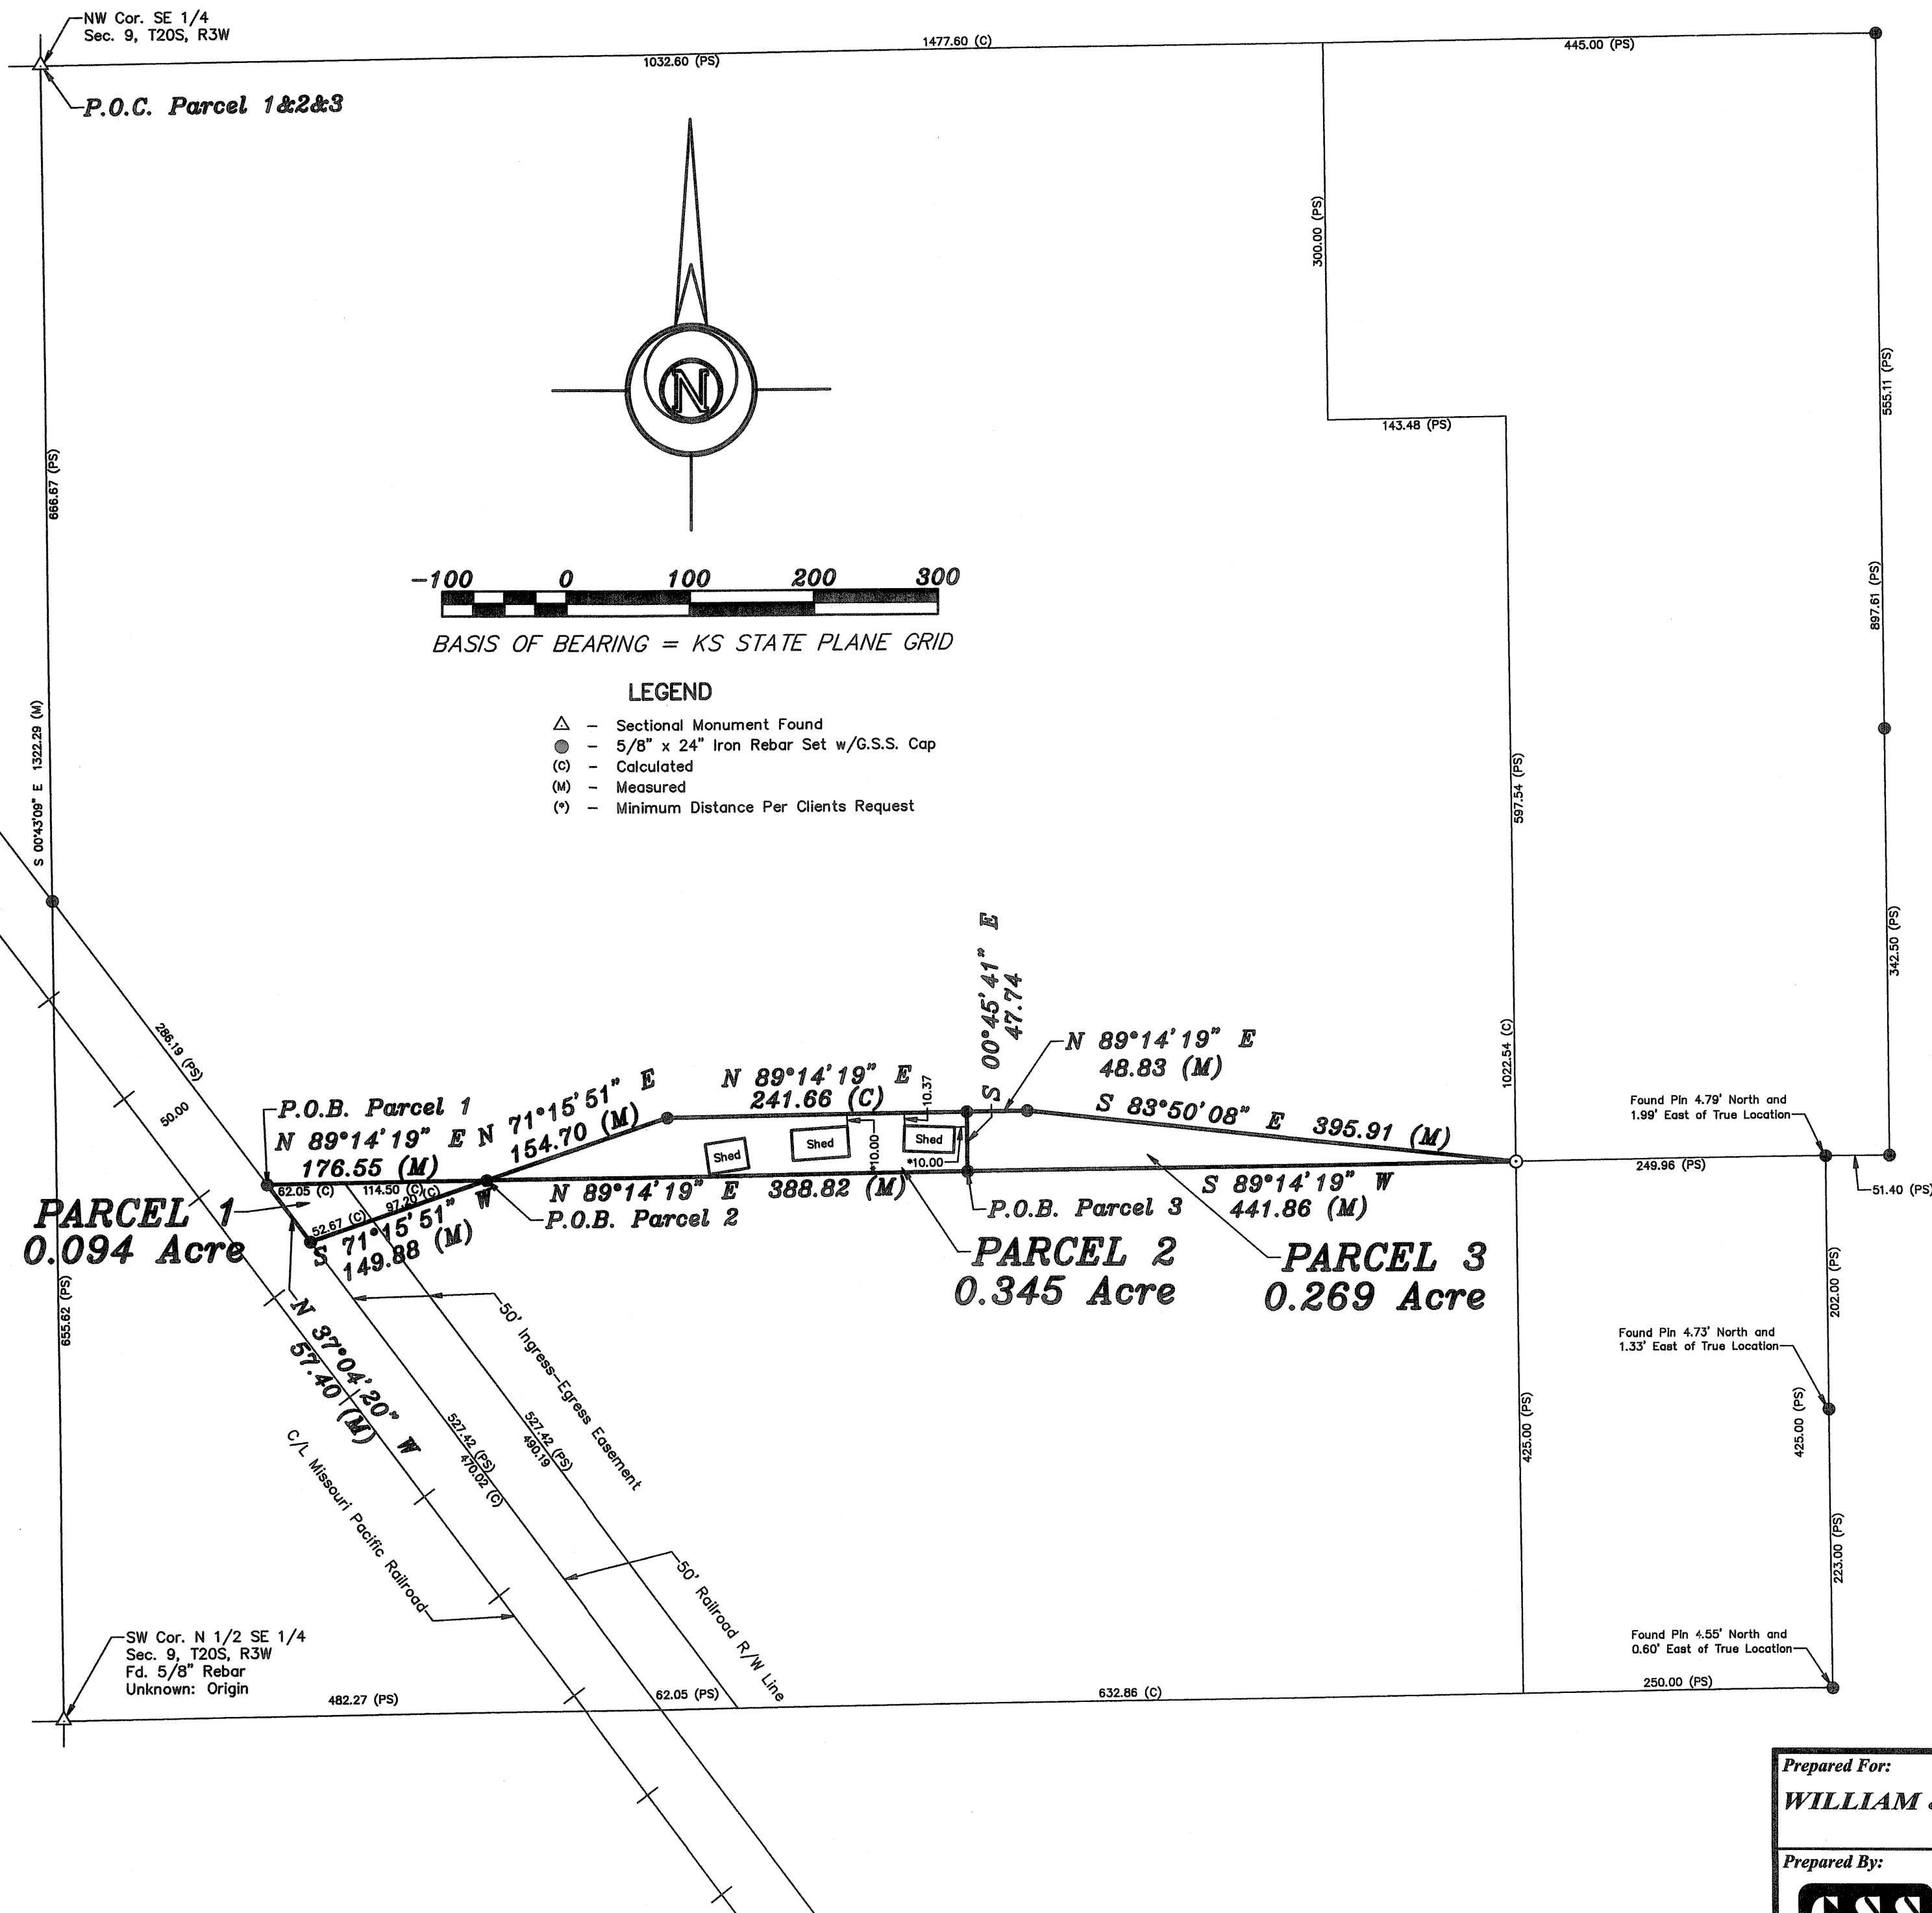 NW Cor. SE 1/4
Sec. 9, T20S, R3W
P.O.C. Parcel 1&2&3
1477.60 (C)
1032.60 (PS)
445.00 (PS)
300.00 (PS)
143.48 (PS)
555.11 (PS)
897.61 (PS)
342.50 (PS)
666.67 (PS)
S 00°43'09" E 1322.29 (M)
N
-100 0 100 200 300
BASIS OF BEARING = KS STATE PLANE GRID
LEGEND
△ – Sectional Monument Found
● – 5/8" x 24" Iron Rebar Set w/G.S.S. Cap
(C) – Calculated
(M) – Measured
(*) – Minimum Distance Per Clients Request
597.54 (PS)
1022.54 (C)
286.19 (PS)
50.00
P.O.B. Parcel 1
N 89°14'19" E
176.55 (M)
N 71°15'51" E
154.70 (M)
N 89°14'19" E
241.66 (C)
10.37
S 00°45'41" E
47.74
N 89°14'19" E
48.83 (M)
S 83°50'08" E 395.91 (M)
Shed
Shed
Shed
*10.00
*10.00
62.05 (C)
114.50 (C)
97.20 (C)
52.67 (C)
S 71°15'51" W
149.88 (M)
N 89°14'19" E 388.82 (M)
P.O.B. Parcel 2
P.O.B. Parcel 3
S 89°14'19" W
441.86 (M)
PARCEL 1
0.094 Acre
PARCEL 2
0.345 Acre
PARCEL 3
0.269 Acre
Found Pin 4.79' North and
1.99' East of True Location
249.96 (PS)
51.40 (PS)
202.00 (PS)
Found Pin 4.73' North and
1.33' East of True Location
425.00 (PS)
425.00 (PS)
223.00 (PS)
Found Pin 4.55' North and
0.60' East of True Location
250.00 (PS)
655.62 (PS)
N 37°04'20" W
57.40 (M)
50' Ingress-Egress Easement
527.42 (PS)
470.02 (C)
527.42 (PS)
490.19
C/L Missouri Pacific Railroad
50' Railroad R/W Line
SW Cor. N 1/2 SE 1/4
Sec. 9, T20S, R3W
Fd. 5/8" Rebar
Unknown: Origin
482.27 (PS)
62.05 (PS)
632.86 (C)
Prepared For:
WILLIAM
Prepared By:
GSS